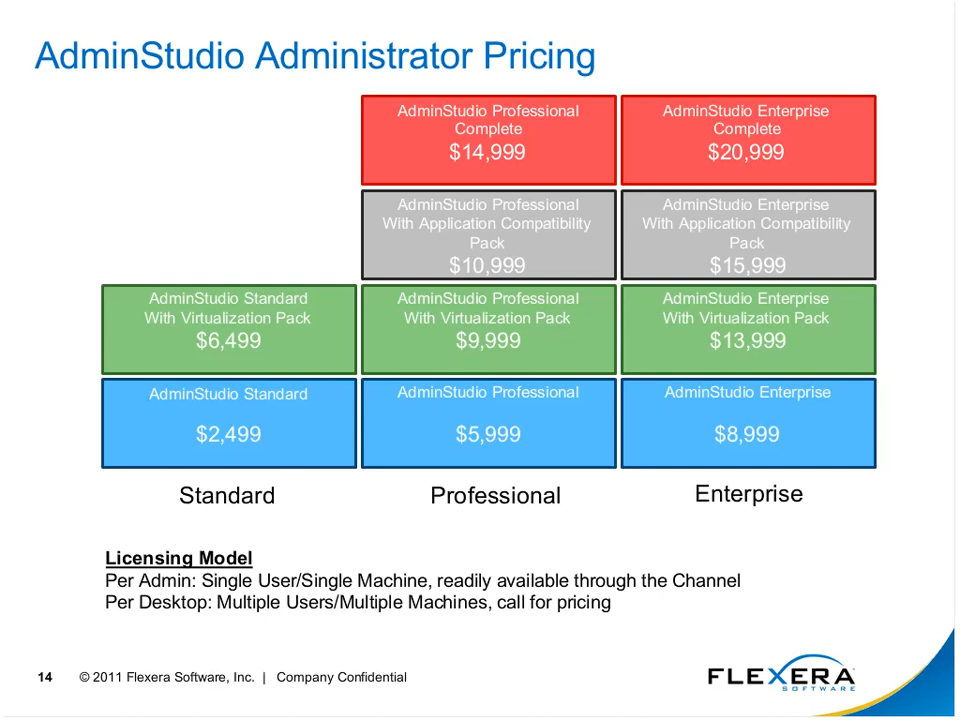 AdminStudio Administrator Pricing
AdminStudio Professional
Complete
$14,999
AdminStudio Enterprise
Complete
$20,999
AdminStudio Professional
With Application Compatibility
Pack
$10,999
AdminStudio Enterprise
With Application Compatibility
Pack
$15,999
AdminStudio Standard
With Virtualization Pack
$6,499
AdminStudio Professional
With Virtualization Pack
$9,999
AdminStudio Enterprise
With Virtualization Pack
$13,999
AdminStudio Standard
$2,499
AdminStudio Professional
$5,999
AdminStudio Enterprise
$8,999
Standard
Professional
Enterprise
Licensing Model
Per Admin: Single User/Single Machine, readily available through the Channel
Per Desktop: Multiple Users/Multiple Machines, call for pricing
14 © 2011 Flexera Software, Inc. | Company Confidential
FLEXERA
SOFTWARE